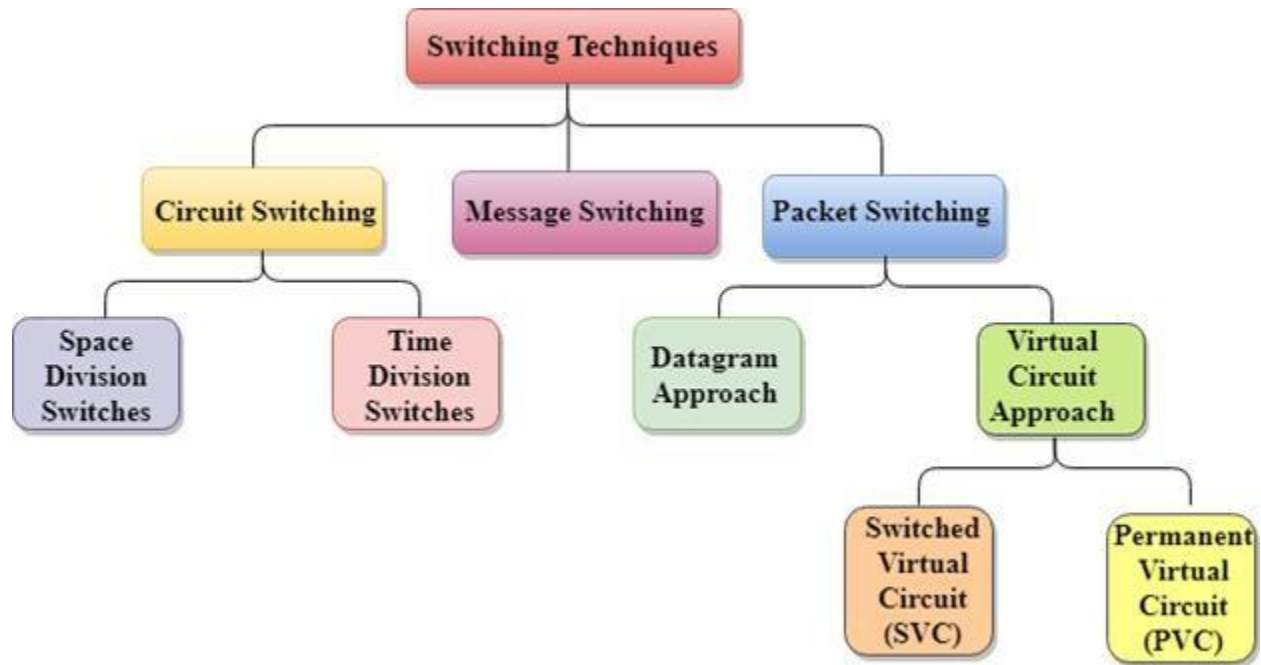 Switching Techniques
Circuit Switching
Message Switching
Packet Switching
Space
Division
Switches
Time
Division
Switches
Datagram
Approach
Virtual
Circuit
Approach
Switched
Virtual
Circuit
(SVC)
Permanent
Virtual
Circuit
(PVC)